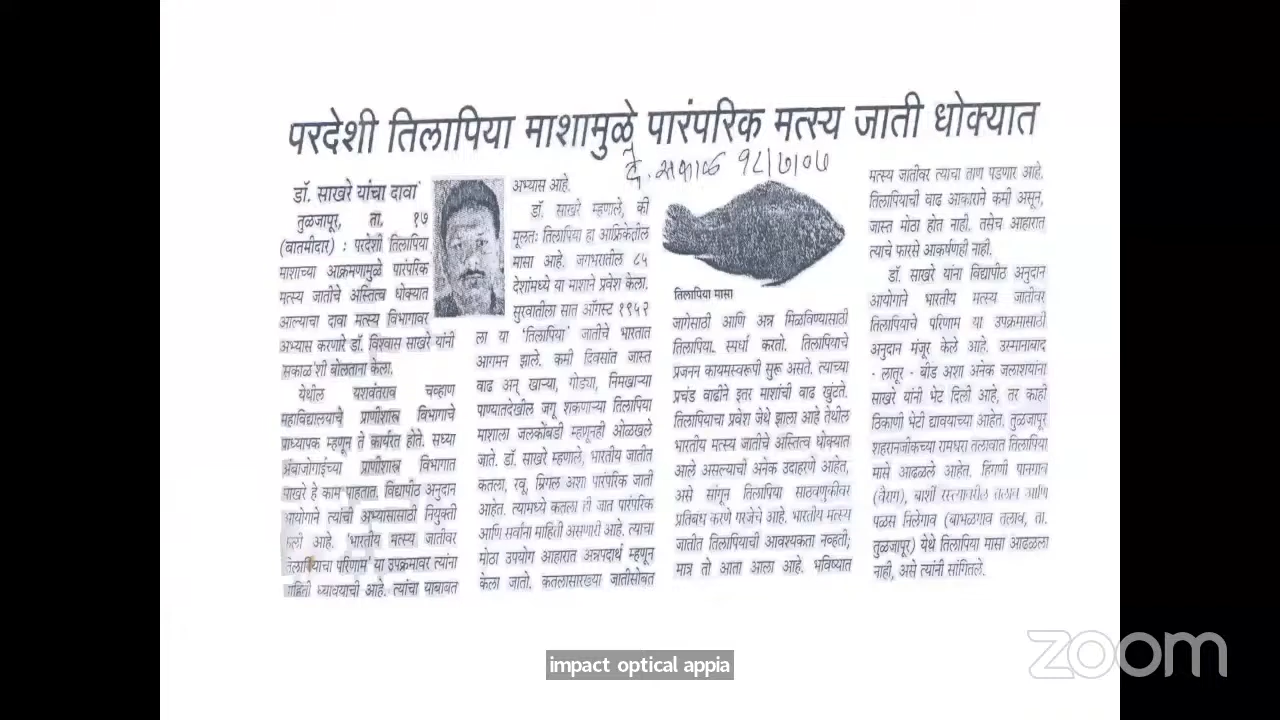 परदेशी तिलापिया माशामुळे पारंपरिक मत्स्य जाती धोक्यात
दै. सकाळ १८/७/०७
डॉ. साखरे यांचा दावा
तुळजापूर, ता. १७
(बातमीदार) : परदेशी तिलापिया
माशाच्या आक्रमणामुळे पारंपरिक
मत्स्य जातीचे अस्तित्व धोक्यात
आल्याचा दावा मत्स्य विभागावर
अभ्यास करणारे डॉ. विश्वास साखरे यांनी
'सकाळ'शी बोलताना केला.
येथील यशवंतराव चव्हाण
महाविद्यालयाचे प्राणीशास्त्र विभागाचे
प्राध्यापक म्हणून ते कार्यरत होते. सध्या
अंबाजोगाईच्या प्राणीशास्त्र विभागात
साखरे हे काम पाहतात. विद्यापीठ अनुदान
आयोगाने त्यांची अभ्यासासाठी नियुक्ती
केली आहे. 'भारतीय मत्स्य जातीवर
तिलापियाचा परिणाम' या उपक्रमावर त्यांना
माहिती घ्यावयाची आहे. त्यांचा याबाबत
अभ्यास आहे.
डॉ. साखरे म्हणाले, की
मूलतः तिलापिया हा आफ्रिकेतील
मासा आहे. जगभरातील ८५
देशांमध्ये या माशाने प्रवेश केला.
सुरवातीला सात ऑगस्ट १९५२
ला या 'तिलापिया' जातीचे भारतात
आगमन झाले. कमी दिवसांत जास्त
वाढ अन् खाऱ्या, गोड्या, निमखाऱ्या
पाण्यातदेखील जगू शकणाऱ्या तिलापिया
माशाला जलकोंबडी म्हणूनही ओळखले
जाते. डॉ. साखरे म्हणाले, भारतीय जातीत
कतला, रवू, म्रिगल अशा पारंपरिक जाती
आहेत. त्यामध्ये कतला ही जात पारंपरिक
आणि सर्वांना माहिती असणारी आहे. त्याचा
मोठा उपयोग आहारात अन्नपदार्थ म्हणून
केला जातो. कतलासारख्या जातीसोबत
तिलापिया मासा
जागेसाठी आणि अन्न मिळविण्यासाठी
तिलापिया स्पर्धा करतो. तिलापियाचे
प्रजनन कायमस्वरूपी सुरू असते. त्याच्या
प्रचंड वाढीने इतर माशांची वाढ खुंटते.
तिलापियाचा प्रवेश जेथे झाला आहे तेथील
भारतीय मत्स्य जातीचे अस्तित्व धोक्यात
आले असल्याची अनेक उदाहरणे आहेत,
असे सांगून तिलापिया साठवणुकीवर
प्रतिबंध करणे गरजेचे आहे. भारतीय मत्स्य
जातीत तिलापियाची आवश्यकता नव्हती;
मात्र तो आता आला आहे. भविष्यात
मत्स्य जातीवर त्याचा ताण पडणार आहे.
तिलापियाची वाढ आकाराने कमी असून,
जास्त मोठा होत नाही. तसेच आहारात
त्याचे फारसे आकर्षणही नाही.
डॉ. साखरे यांना विद्यापीठ अनुदान
आयोगाने भारतीय मत्स्य जातीवर
तिलापियाचे परिणाम या उपक्रमासाठी
अनुदान मंजूर केले आहे. उस्मानाबाद
- लातूर - बीड अशा अनेक जलाशयांना
साखरे यांनी भेट दिली आहे, तर काही
ठिकाणी भेटी द्यावयाच्या आहेत. तुळजापूर
शहरानजीकच्या रामधरा तलावात तिलापिया
मासे आढळले आहेत. हिंगणी पानगाव
(वैराग), बार्शी रस्त्यावरील तलाव आणि
पळस निलेगाव (बाभळगाव तलाव, ता.
तुळजापूर) येथे तिलापिया मासा आढळला
नाही, असे त्यांनी सांगितले.
impact optical appia
zoom